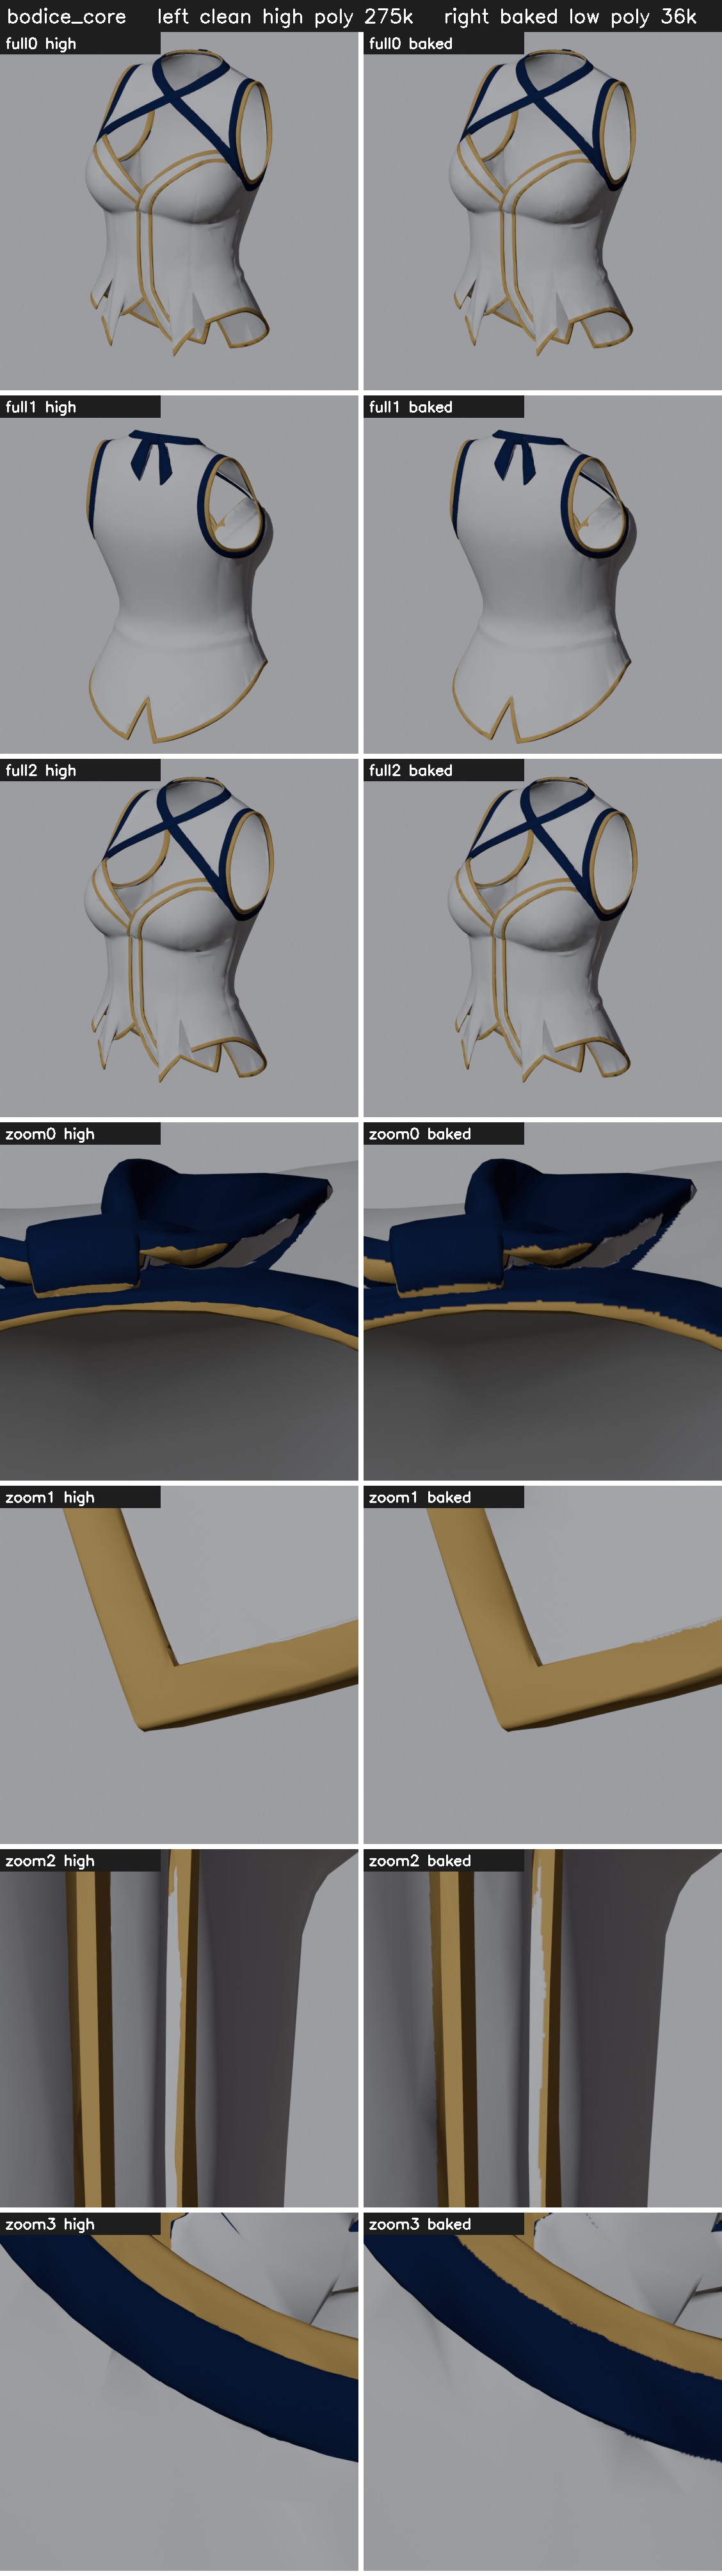 bodice_core left clean high poly 275k right baked low poly 36k
full0 high full0 baked
full1 high full1 baked
full2 high full2 baked
zoom0 high zoom0 baked
zoom1 high zoom1 baked
zoom2 high zoom2 baked
zoom3 high zoom3 baked